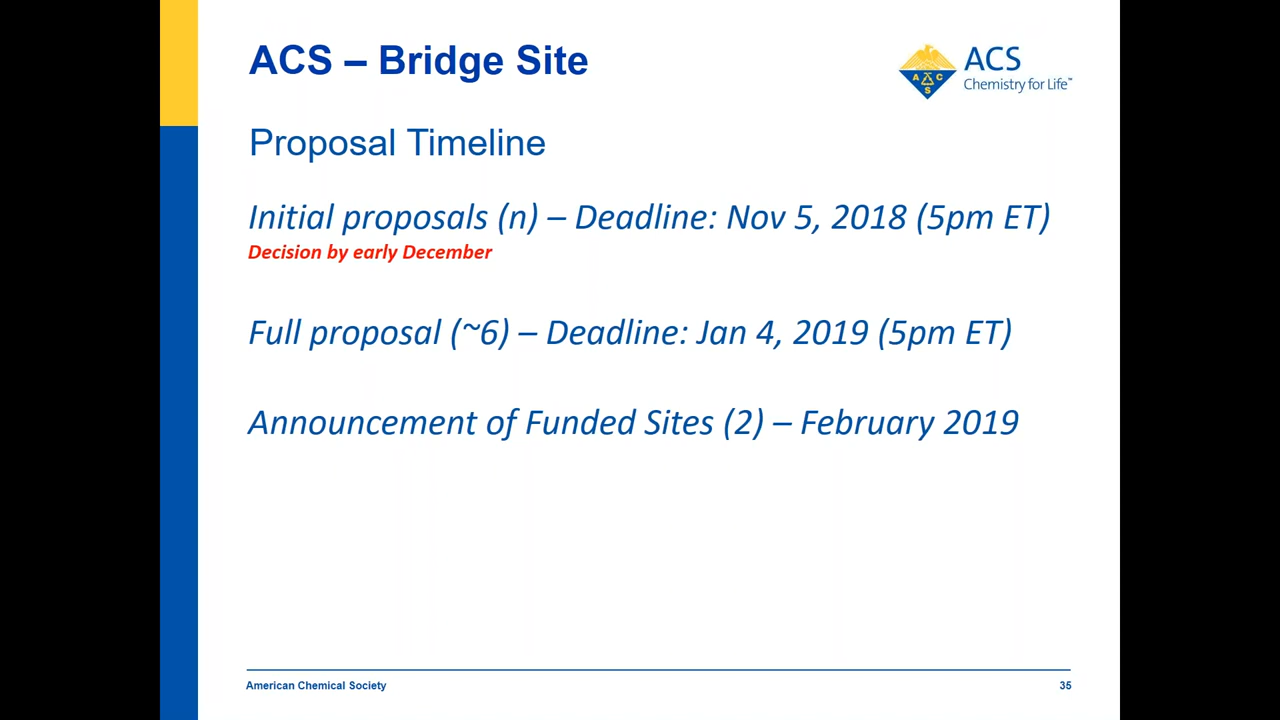 ACS – Bridge Site
A C S
ACS
Chemistry for Life™
Proposal Timeline
Initial proposals (n) – Deadline: Nov 5, 2018 (5pm ET)
Decision by early December
Full proposal (~6) – Deadline: Jan 4, 2019 (5pm ET)
Announcement of Funded Sites (2) – February 2019
American Chemical Society
35